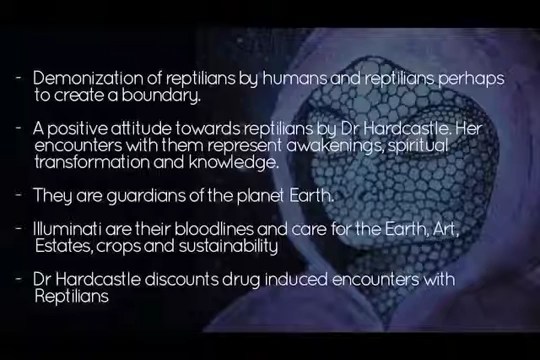 - Demonization of reptilians by humans and reptilians perhaps
to create a boundary.
- A positive attitude towards reptilians by Dr Hardcastle. Her
encounters with them represent awakenings, spiritual
transformation and knowledge.
- They are guardians of the planet Earth.
- Illuminati are their bloodlines and care for the Earth, Art,
Estates, crops and sustainability
- Dr Hardcastle discounts drug induced encounters with
Reptilians